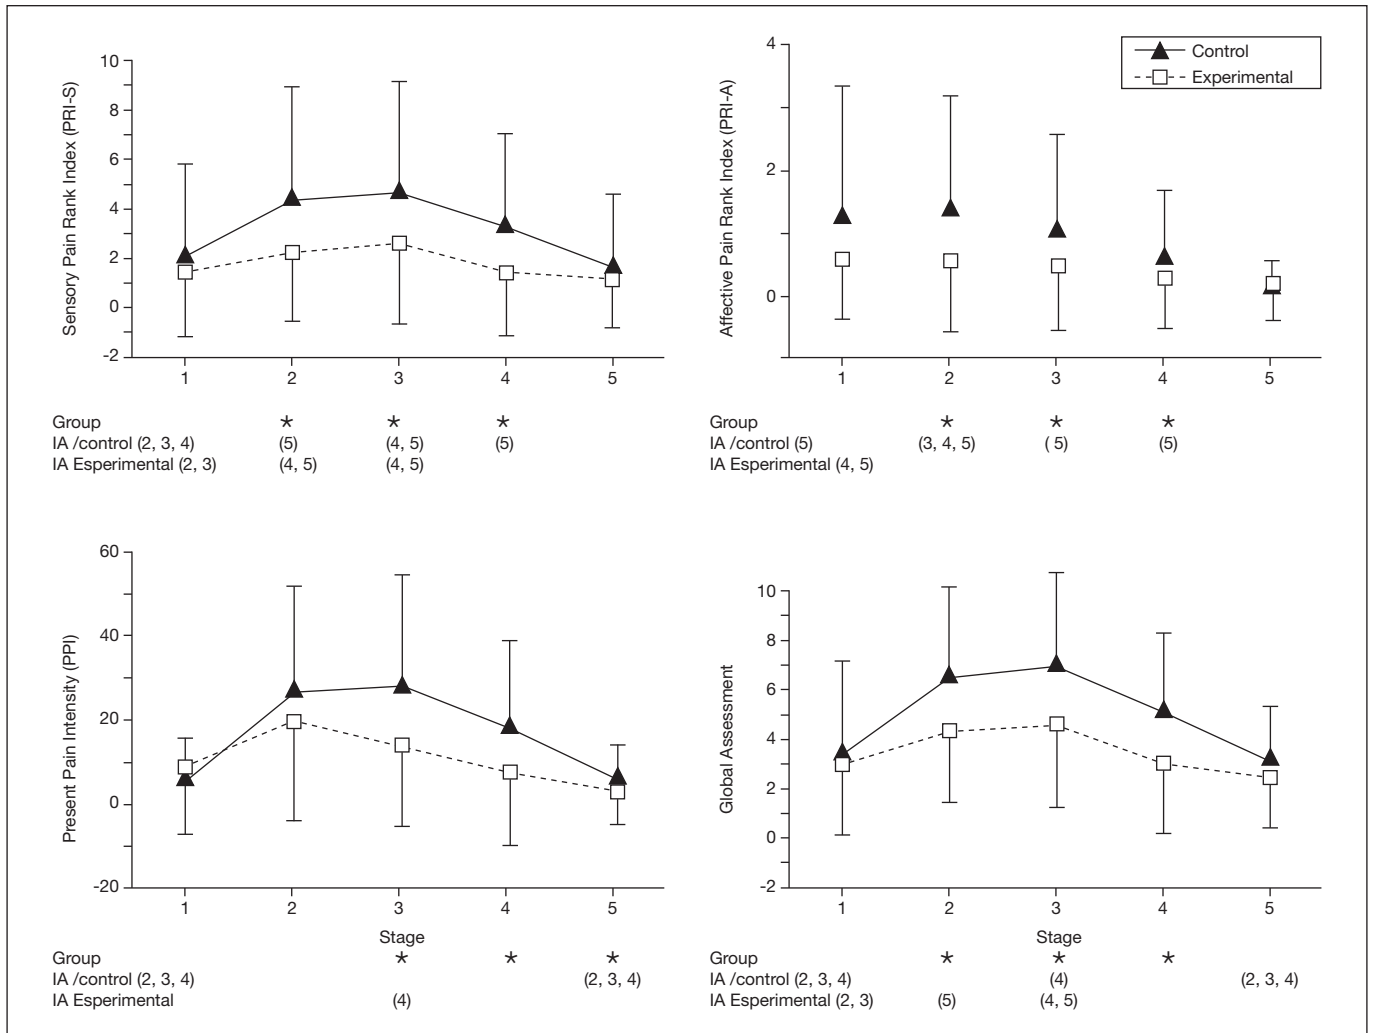 Sensory Pain Rank Index (PRI-S)
10
8
6
4
2
0
-2
1 2 3 4 5
Group * * *
IA /control (2, 3, 4) (5) (4, 5) (5)
IA Esperimental (2, 3) (4, 5) (4, 5)
Affective Pain Rank Index (PRI-A)
4
2
0
1 2 3 4 5
Control
Experimental
Group * * *
IA /control (5) (3, 4, 5) ( 5) (5)
IA Esperimental (4, 5)
Present Pain Intensity (PPI)
60
40
20
0
-20
1 2 3 4 5
Stage
Group * * *
IA /control (2, 3, 4) (2, 3, 4)
IA Esperimental (4)
Global Assessment
10
8
6
4
2
0
-2
1 2 3 4 5
Stage
Group * * *
IA /control (2, 3, 4) (4) (2, 3, 4)
IA Esperimental (2, 3) (5) (4, 5)